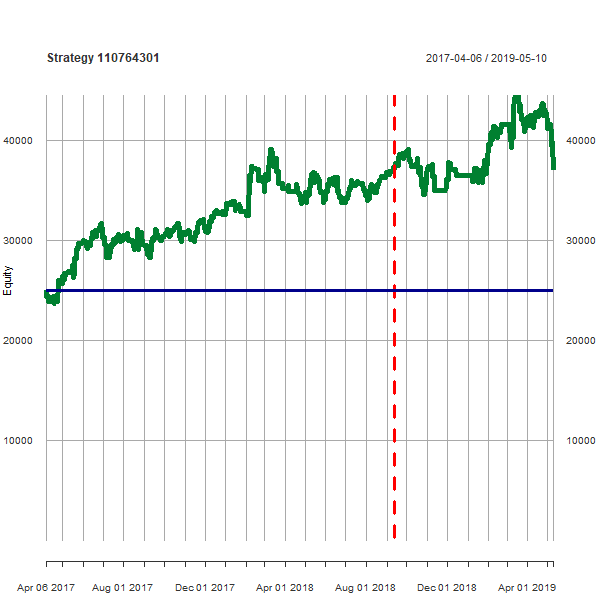 Strategy 110764301
2017-04-06 / 2019-05-10
40000
40000
30000
30000
Equity
20000
20000
10000
10000
Apr 06 2017
Aug 01 2017
Dec 01 2017
Apr 01 2018
Aug 01 2018
Dec 01 2018
Apr 01 2019